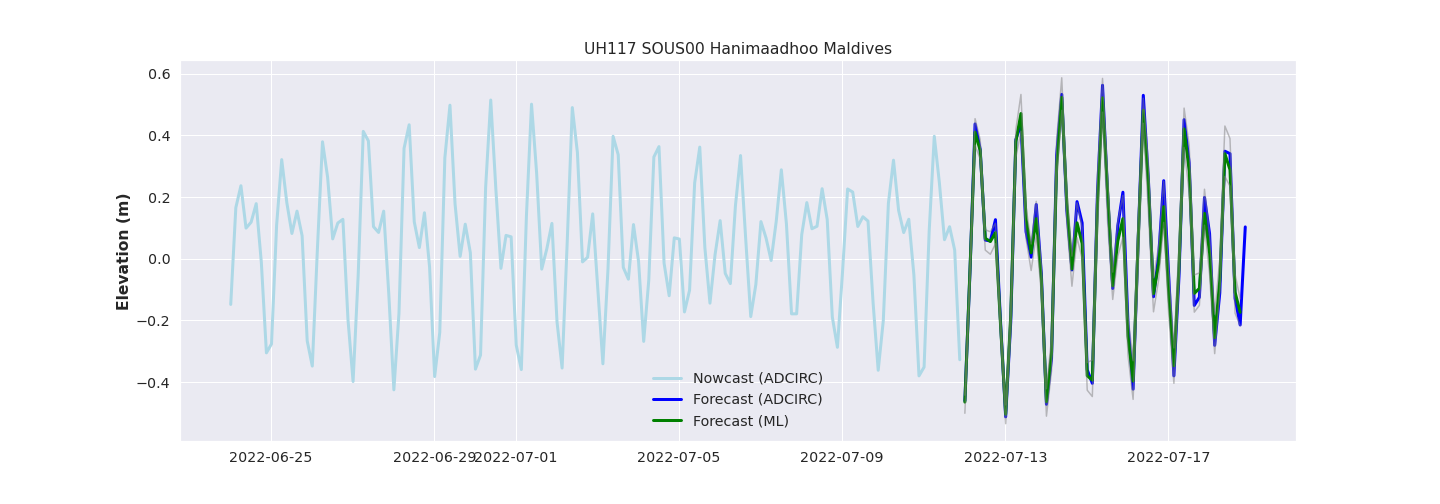 UH117 SOUS00 Hanimaadhoo Maldives
0.6
0.4
0.2
0.0
−0.2
−0.4
Elevation (m)
Nowcast (ADCIRC)
Forecast (ADCIRC)
Forecast (ML)
2022-06-25 2022-06-29 2022-07-01 2022-07-05 2022-07-09 2022-07-13 2022-07-17